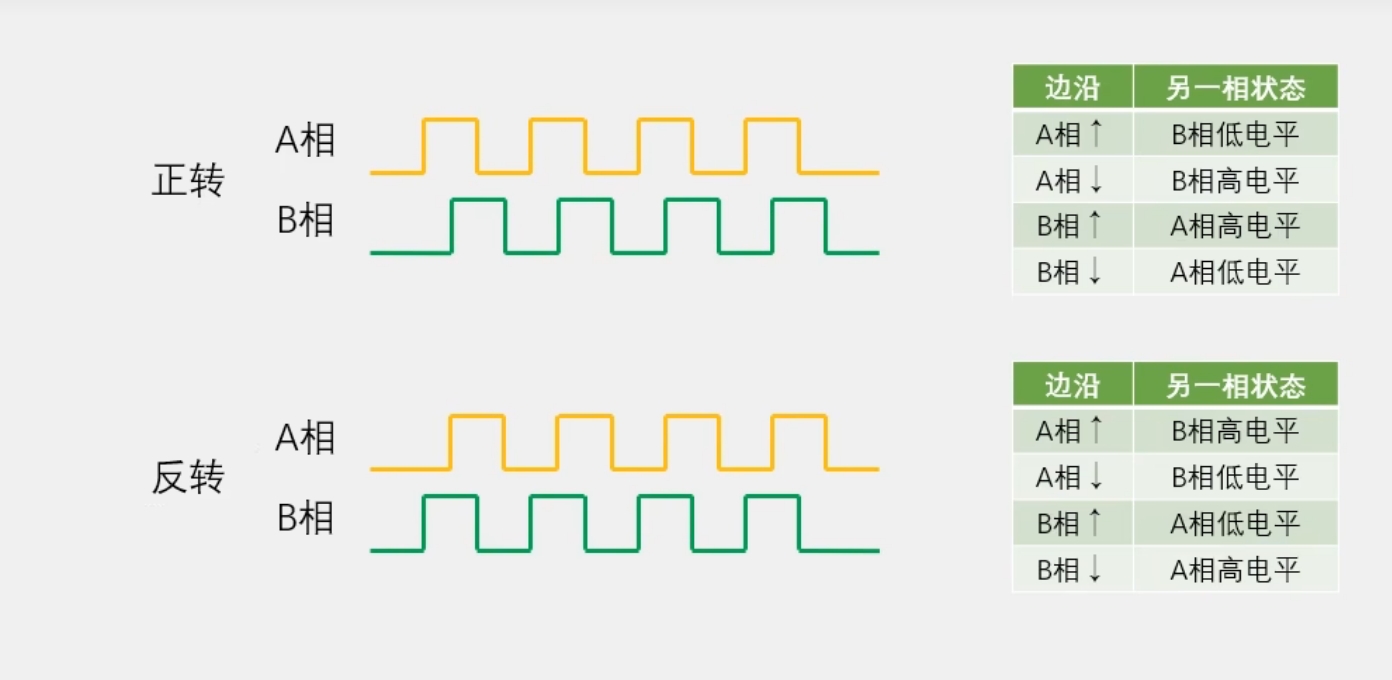 正转
A相
B相
边沿 另一相状态
A相↑ B相低电平
A相↓ B相高电平
B相↑ A相高电平
B相↓ A相低电平
反转
A相
B相
边沿 另一相状态
A相↑ B相高电平
A相↓ B相低电平
B相↑ A相低电平
B相↓ A相高电平